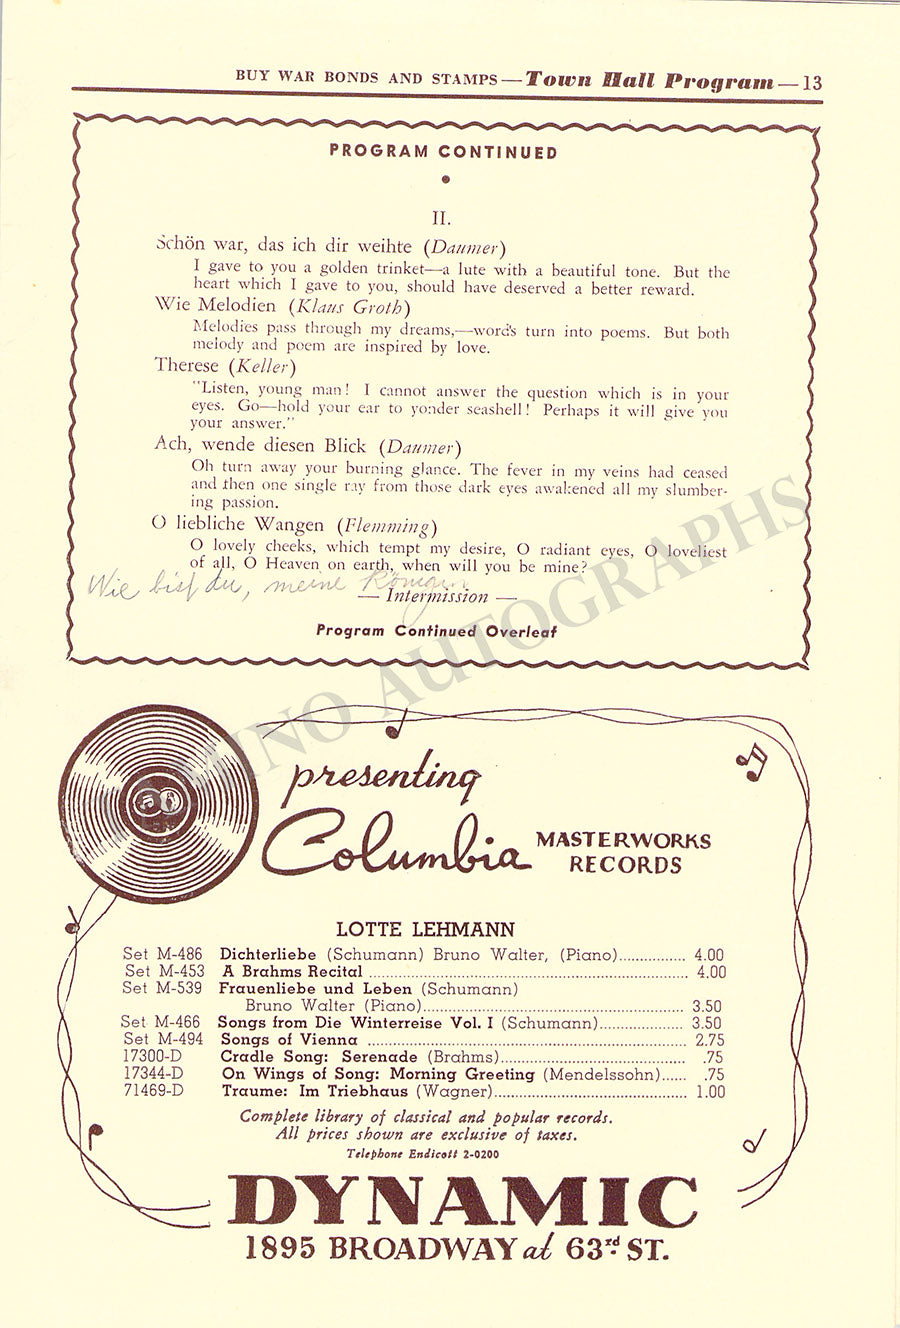 BUY WAR BONDS AND STAMPS—Town Hall Program—13
PROGRAM CONTINUED
•
II.
Schön war, das ich dir weihte (Daumer)
I gave to you a golden trinket—a lute with a beautiful tone. But the
heart which I gave to you, should have deserved a better reward.
Wie Melodien (Klaus Groth)
Melodies pass through my dreams,—words turn into poems. But both
melody and poem are inspired by love.
Therese (Keller)
"Listen, young man! I cannot answer the question which is in your
eyes. Go—hold your ear to yonder seashell! Perhaps it will give you
your answer."
Ach, wende diesen Blick (Daumer)
Oh turn away your burning glance. The fever in my veins had ceased
and then one single ray from those dark eyes awakened all my slumber-
ing passion.
O liebliche Wangen (Flemming)
O lovely cheeks, which tempt my desire, O radiant eyes, O loveliest
of all, O Heaven on earth, when will you be mine?
Wie bist du, meine Königin
— Intermission —
Program Continued Overleaf
AUTOGRAPHS
presenting
Columbia MASTERWORKS
RECORDS
LOTTE LEHMANN
Set M-486 Dichterliebe (Schumann) Bruno Walter, (Piano)............... 4.00
Set M-453 A Brahms Recital ........................................................................ 4.00
Set M-539 Frauenliebe und Leben (Schumann)
Bruno Walter (Piano)........................................................... 3.50
Set M-466 Songs from Die Winterreise Vol. I (Schumann)................... 3.50
Set M-494 Songs of Vienna ......................................................................... 2.75
17300-D Cradle Song: Serenade (Brahms).......................................... .75
17344-D On Wings of Song: Morning Greeting (Mendelssohn)...... .75
71469-D Traume: Im Triebhaus (Wagner)........................................... 1.00
Complete library of classical and popular records.
All prices shown are exclusive of taxes.
Telephone Endicott 2-0200
DYNAMIC
1895 BROADWAY at 63rd ST.